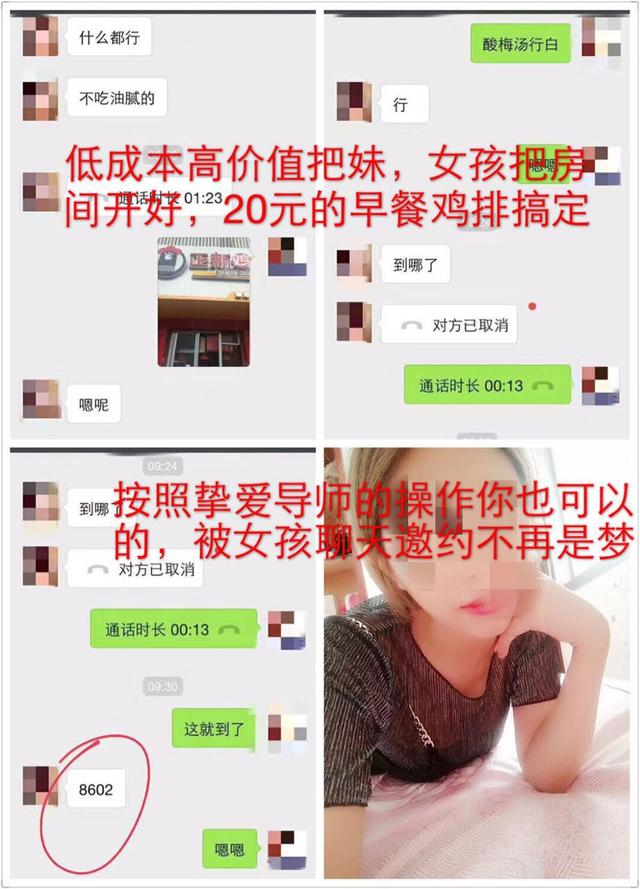 什么都行
不吃油腻的
低成本高价值把妹，女孩把房
间开好，20元的早餐鸡排搞定
通话时长 01:23
正新鸡
嗯呢
酸梅汤行白
行
嗯嗯
到哪了
对方已取消
通话时长 00:13
09:24
到哪了
按照挚爱导师的操作你也可以
的，被女孩聊天邀约不再是梦
对方已取消
通话时长 00:13
09:30
这就到了
8602
嗯嗯